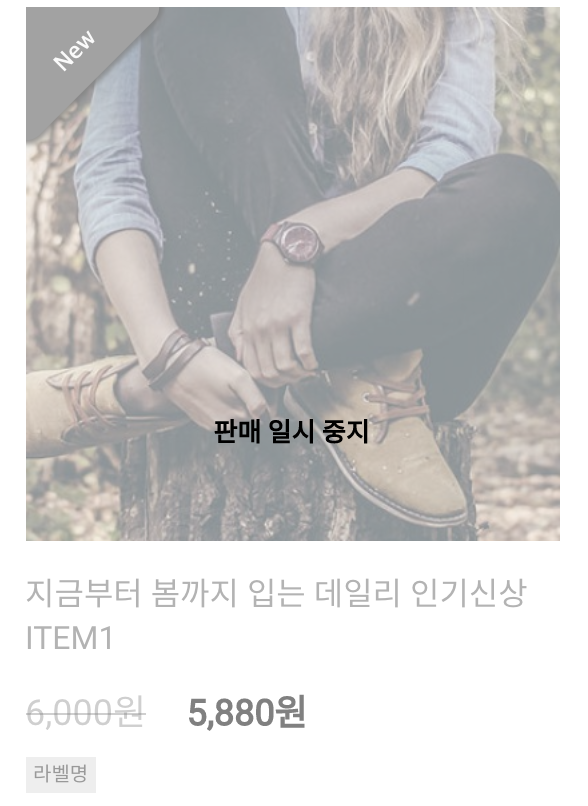 New
판매 일시 중지
지금부터 봄까지 입는 데일리 인기신상
ITEM1
6,000원 5,880원
라벨명